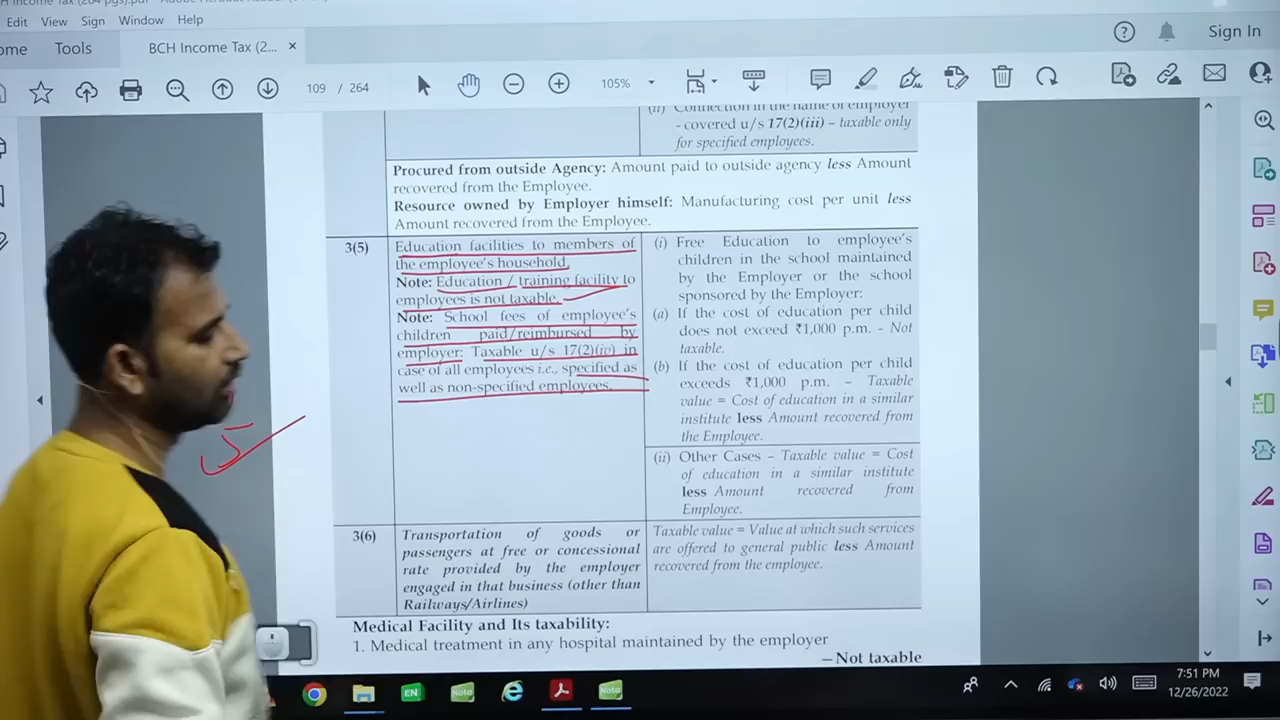 Edit View Sign Window Help
ome Tools BCH Income Tax (2... ×
Sign In
109 / 264 105%
(ii) Connection in the name of employer
- covered u/s 17(2)(iii) – taxable only
for specified employees.
Procured from outside Agency: Amount paid to outside agency less Amount
recovered from the Employee.
Resource owned by Employer himself: Manufacturing cost per unit less
Amount recovered from the Employee.
3(5)
Education facilities to members of
the employee's household.
Note: Education / training facility to
employees is not taxable.
Note: School fees of employee's
children paid/reimbursed by
employer: Taxable u/s 17(2)(iv) in
case of all employees i.e., specified as
well as non-specified employees.
(i) Free Education to employee's
children in the school maintained
by the Employer or the school
sponsored by the Employer:
(a) If the cost of education per child
does not exceed ₹1,000 p.m. - Not
taxable.
(b) If the cost of education per child
exceeds ₹1,000 p.m. – Taxable
value = Cost of education in a similar
institute less Amount recovered from
the Employee.
(ii) Other Cases – Taxable value = Cost
of education in a similar institute
less Amount recovered from
Employee.
5
3(6)
Transportation of goods or
passengers at free or concessional
rate provided by the employer
engaged in that business (other than
Railways/Airlines)
Taxable value = Value at which such services
are offered to general public less Amount
recovered from the employee.
Medical Facility and Its taxability:
1. Medical treatment in any hospital maintained by the employer
—Not taxable
EN Note Note
7:51 PM
12/26/2022